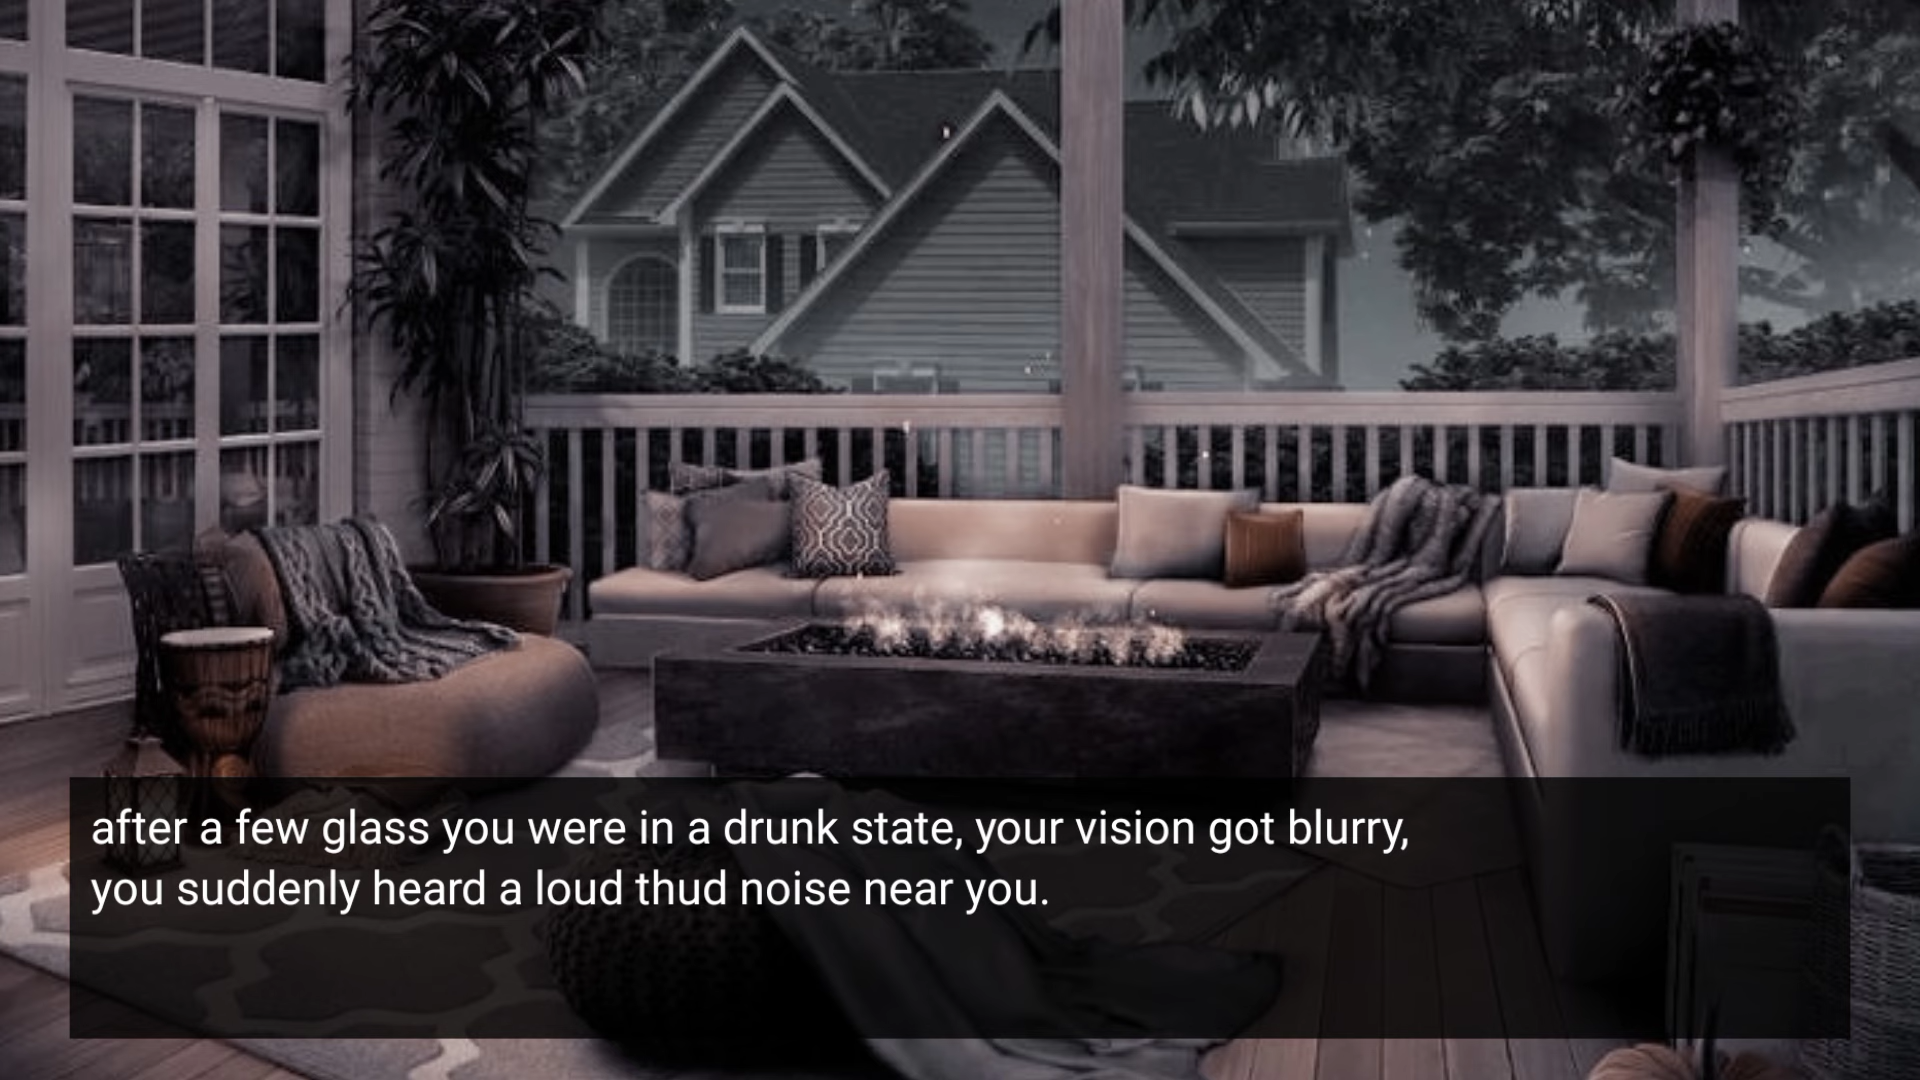 after a few glass you were in a drunk state, your vision got blurry,
you suddenly heard a loud thud noise near you.